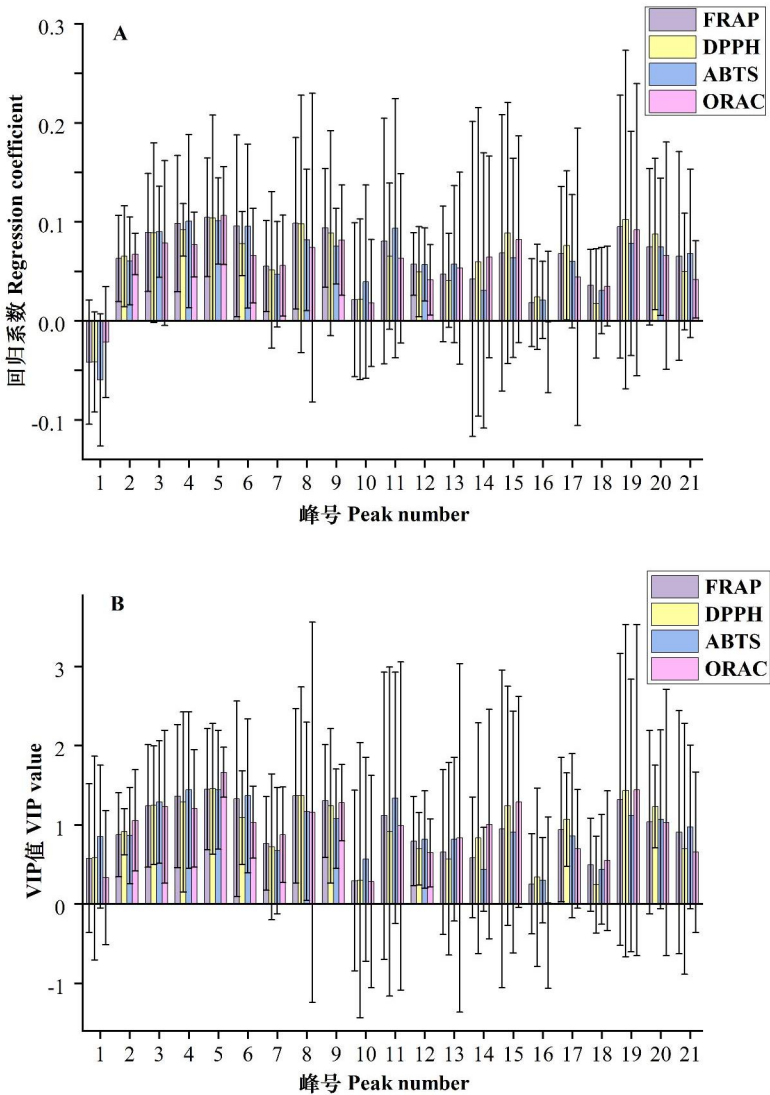 A
FRAP
DPPH
ABTS
ORAC
0.3
0.2
0.1
0.0
-0.1
回归系数 Regression coefficient
1 2 3 4 5 6 7 8 9 10 11 12 13 14 15 16 17 18 19 20 21
峰号 Peak number
B
FRAP
DPPH
ABTS
ORAC
3
2
1
0
-1
VIP值 VIP value
1 2 3 4 5 6 7 8 9 10 11 12 13 14 15 16 17 18 19 20 21
峰号 Peak number